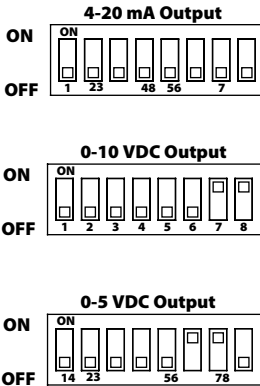 4-20 mA Output
ON
ON
OFF
1 23 48 56 7
0-10 VDC Output
ON
ON
OFF
1 2 3 4 5 6 7 8
0-5 VDC Output
ON
ON
OFF
14 23 56 78